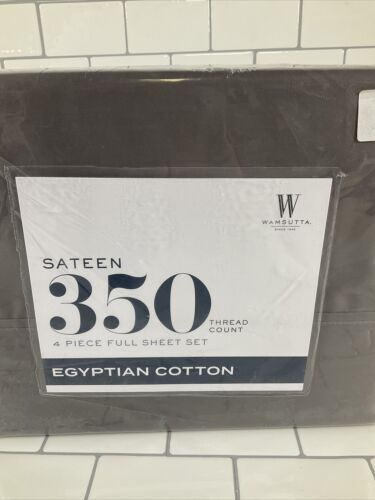 W
WAMSUTTA
SINCE 1846
SATEEN
350
THREAD
COUNT
4 PIECE FULL SHEET SET
EGYPTIAN COTTON